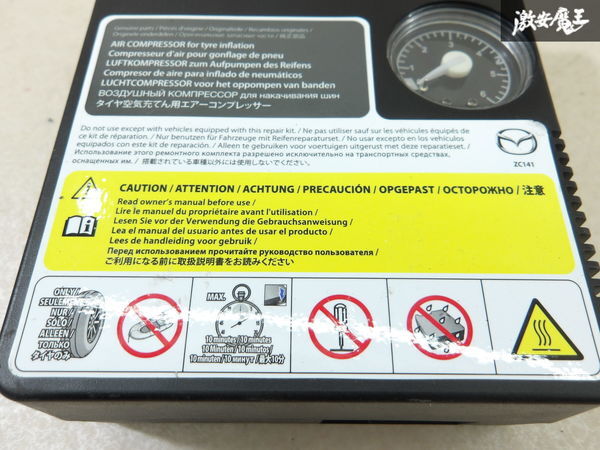 激安魔王
Genuine parts / Pièces d'origine / Originalteile / Recambios originales /
Originele onderdelen / Оригинальные запасные части / 純正部品
AIR COMPRESSOR for tyre inflation
Compresseur d'air pour gonflage de pneu
LUFTKOMPRESSOR zum Aufpumpen des Reifens
Compresor de aire para inflado de neumáticos
LUCHTCOMPRESSOR voor het oppompen van banden
ВОЗДУШНЫЙ КОМПРЕССОР для накачивания шин
タイヤ空気充てん用エアーコンプレッサー
Do not use except with vehicles equipped with this repair kit. / Ne pas utiliser sauf sur les véhicules équipés de
ce kit de réparation. / Nur benutzen für Fahrzeuge mit Reifenreparaturset. / No usar excepto en los vehículos
equipados con este kit de reparación. / Alleen te gebruiken voor voertuigen uitgerust met deze reparatieset. /
Использование этого ремонтного комплекта разрешено исключительно на транспортных средствах,
оснащенных им. / 搭載されている車種以外には使用しないでください。
ZC141
CAUTION / ATTENTION / ACHTUNG / PRECAUCIÓN / OPGEPAST / ОСТОРОЖНО / 注意
Read owner's manual before use /
Lire le manuel du propriétaire avant l'utilisation /
Lesen Sie vor der Verwendung die Gebrauchsanweisung /
Lea el manual del usuario antes de usar el producto /
Lees de handleiding voor gebruik /
Перед использованием прочитайте руководство пользователя /
ご利用になる前に取扱説明書をお読みください
ONLY/
SEULEMENT/
NUR/
SOLO/
ALLEEN/
ТОЛЬКО
タイヤのみ
MAX.
10 minutes / 10 minutes /
10 Minuten / 10 minutos /
10 minuten / 10 минут / 最大10分